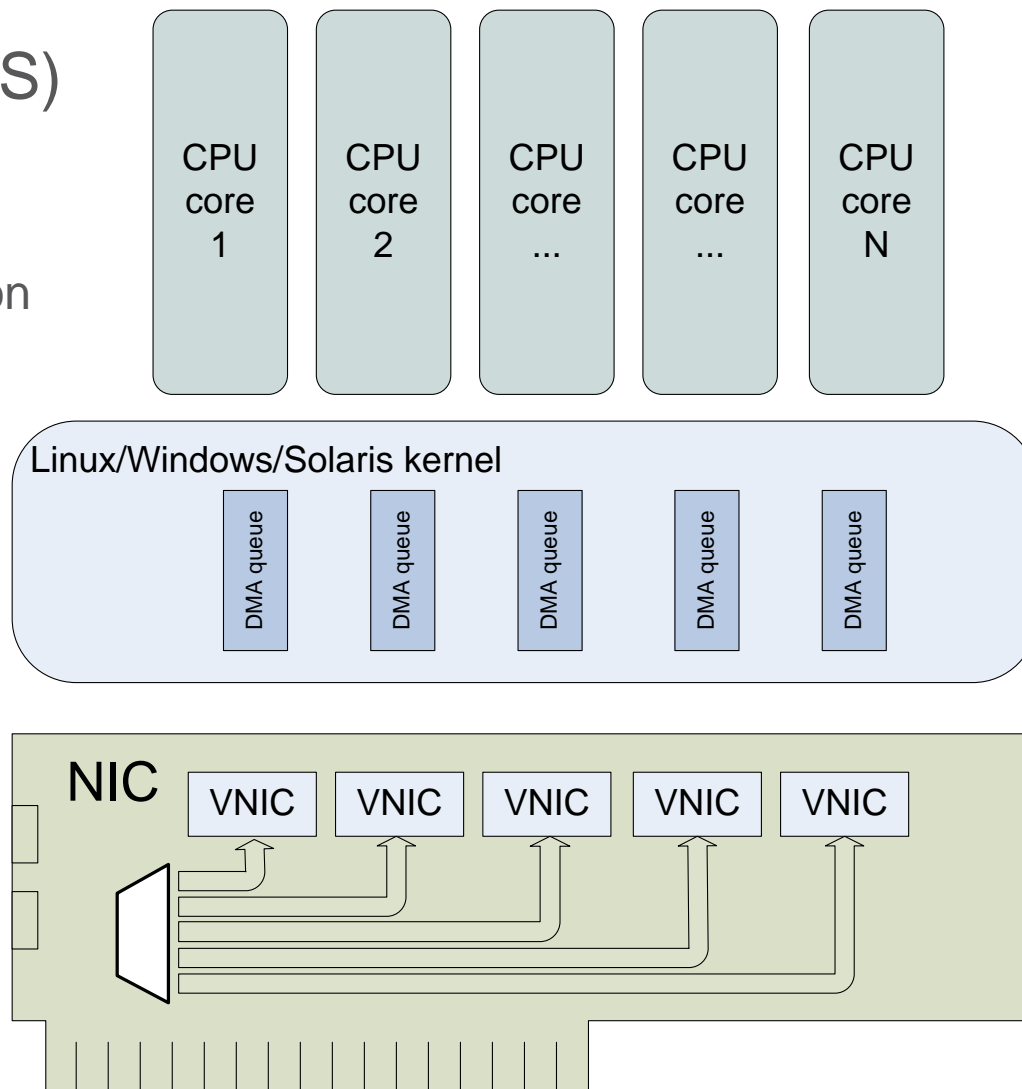 S)
on
CPU
core
1
CPU
core
2
CPU
core
...
CPU
core
...
CPU
core
N
Linux/Windows/Solaris kernel
DMA queue
DMA queue
DMA queue
DMA queue
DMA queue
NIC
VNIC
VNIC
VNIC
VNIC
VNIC